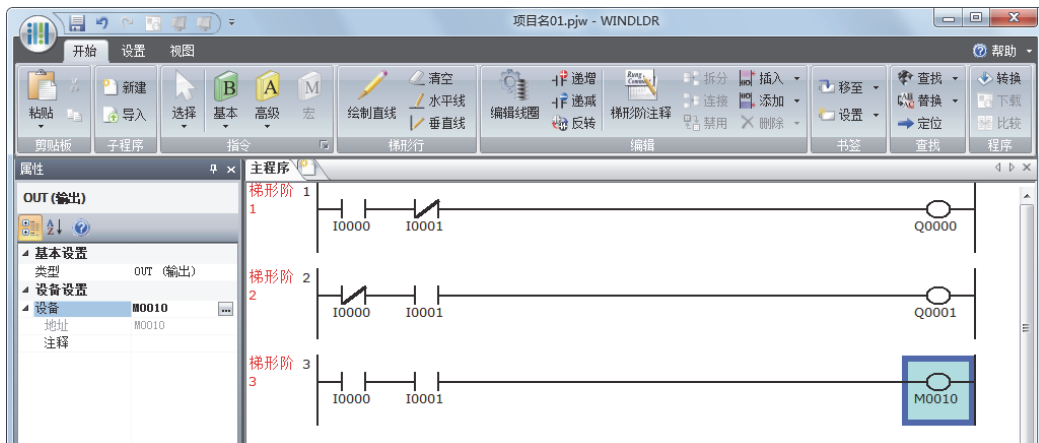 项目名01.pjw - WINDLDR
开始 设置 视图 帮助
粘贴 新建 导入 选择 B 基本 A 高级 M 宏 绘制直线 清空 水平线 垂直线 编辑线圈 递增 递减 反转 Rung Comment 梯形阶注释 拆分 连接 禁用 插入 添加 删除 移至 设置 查找 替换 定位 转换 下载 比较
剪贴板 子程序 指令 梯形行 编辑 书签 查找 程序
属性
OUT (输出)
基本设置
类型 OUT (输出)
设备设置
设备 M0010 ...
地址 M0010
注释
主程序
梯形阶 1
1
I0000 I0001 Q0000
梯形阶 2
2
I0000 I0001 Q0001
梯形阶 3
3
I0000 I0001 M0010